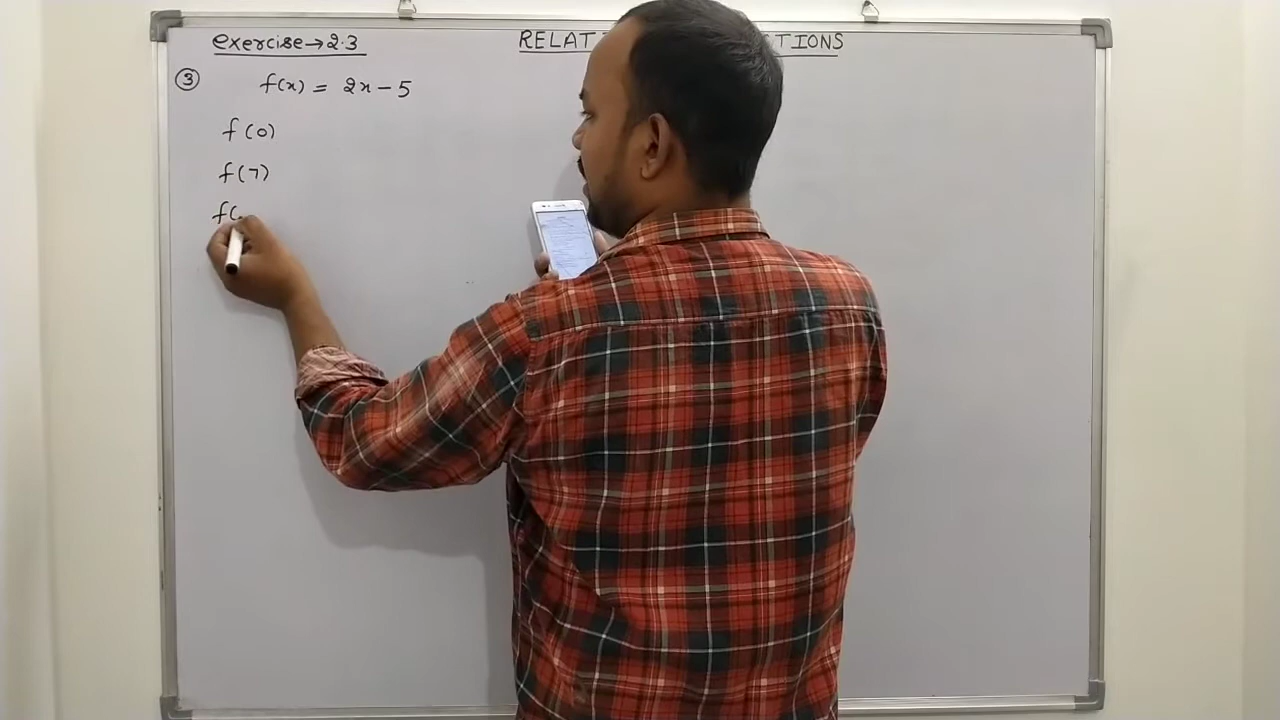 exercise→2.3
RELAT TIONS
③ f(x) = 2x - 5
f(0)
f(7)
f(